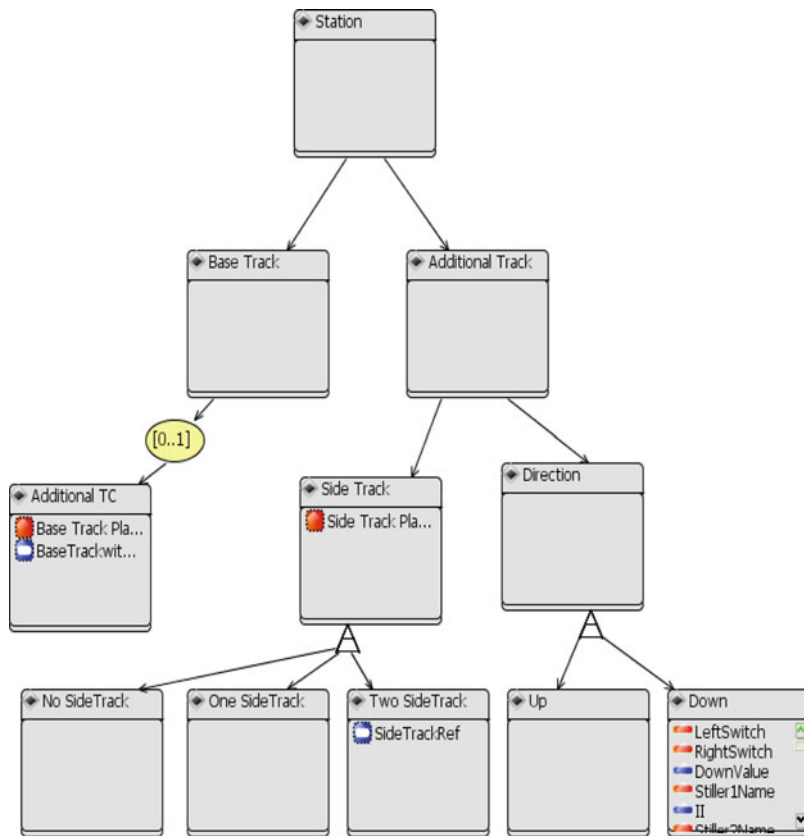 Station
Base Track
Additional Track
[0..1]
Additional TC
Base Track Pla...
BaseTrackwit...
Side Track
Side Track Pla...
Direction
No SideTrack
One SideTrack
Two SideTrack
SideTrackRef
Up
Down
LeftSwitch
RightSwitch
DownValue
Stiller1Name
II
Stiller2Name